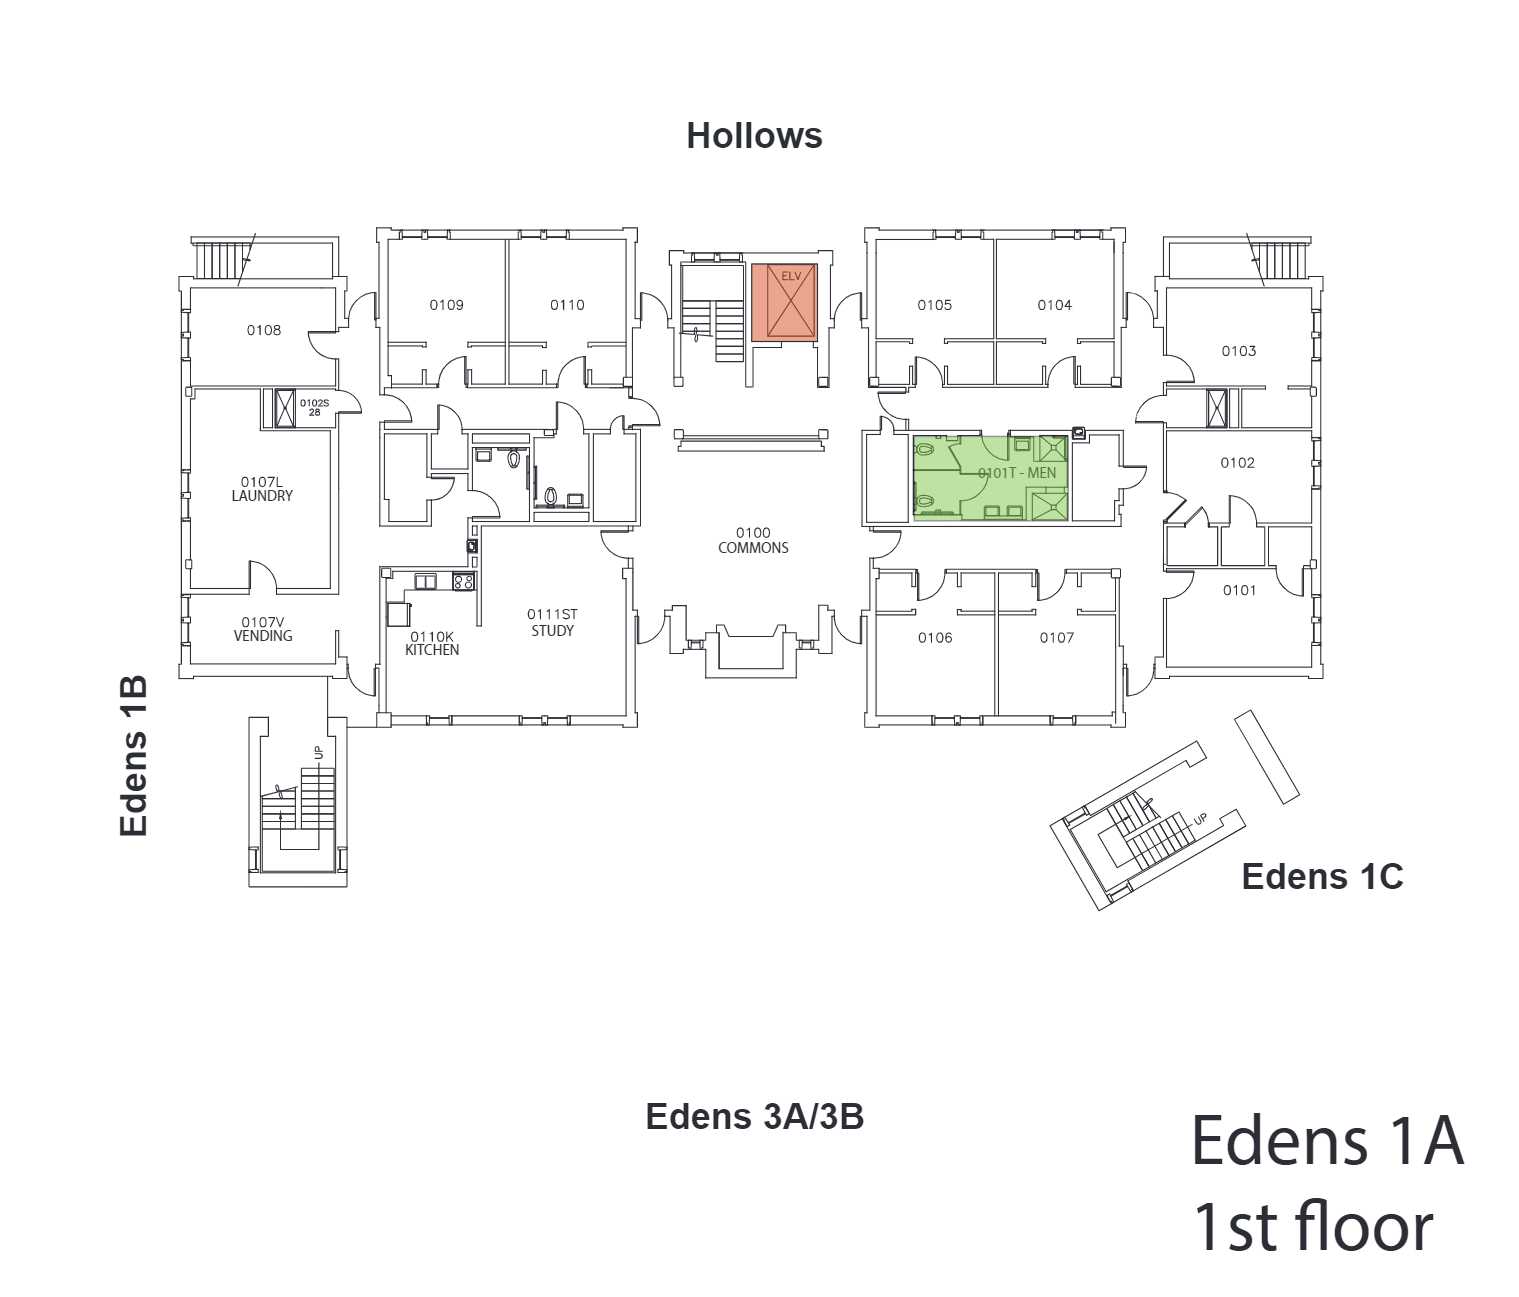 Hollows
ELV
0109
0110
0105
0104
0108
0103
0102S
28
0102
0107L
LAUNDRY
0101T - MEN
0100
COMMONS
0101
0107V
VENDING
0111ST
STUDY
0110K
KITCHEN
0106
0107
Edens 1B
UP
UP
Edens 1C
Edens 3A/3B
Edens 1A
1st floor